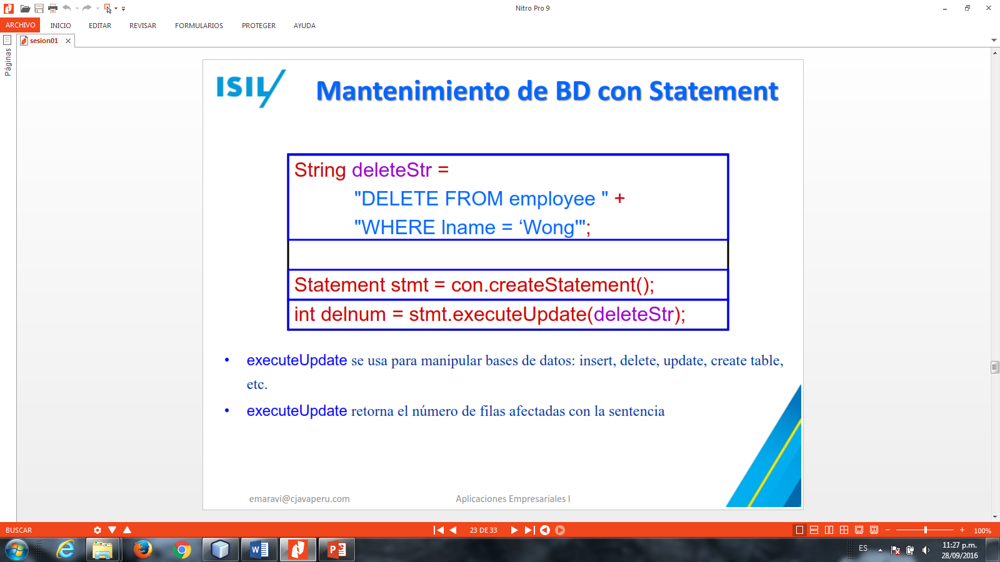 Nitro Pro 9
ARCHIVO INICIO EDITAR REVISAR FORMULARIOS PROTEGER AYUDA
sesion01
Páginas
ISIL
Mantenimiento de BD con Statement
String deleteStr =
"DELETE FROM employee " +
"WHERE lname = ‘Wong'";
Statement stmt = con.createStatement();
int delnum = stmt.executeUpdate(deleteStr);
• executeUpdate se usa para manipular bases de datos: insert, delete, update, create table,
etc.
• executeUpdate retorna el número de filas afectadas con la sentencia
emaravi@cjavaperu.com Aplicaciones Empresariales I
BUSCAR 23 DE 33 100%
ES 11:27 p.m.
28/09/2016